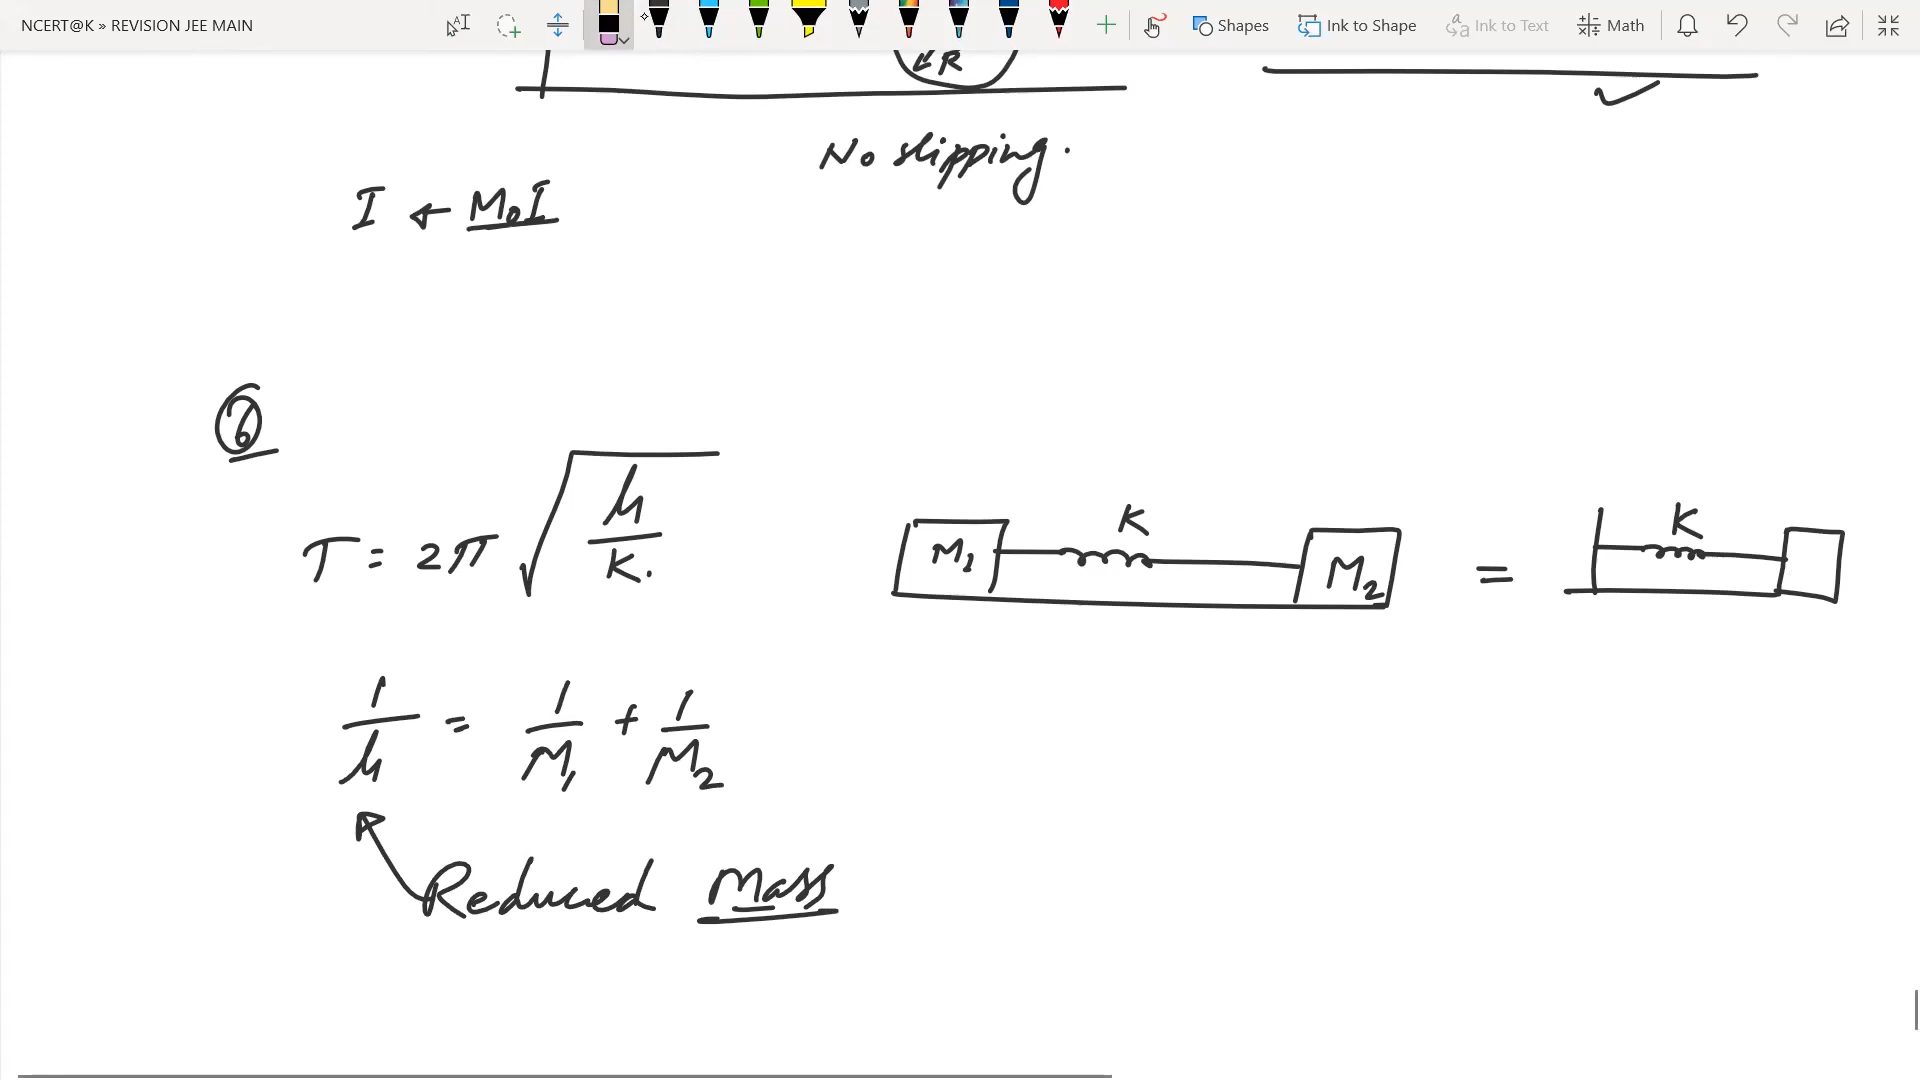 NCERT@K » REVISION JEE MAIN
Shapes Ink to Shape Ink to Text Math
R
No slipping.
I ← M.I
⑥
T = 2π √(μ/K.)
M₁ K M₂ = K
1/μ = 1/M₁ + 1/M₂
Reduced Mass